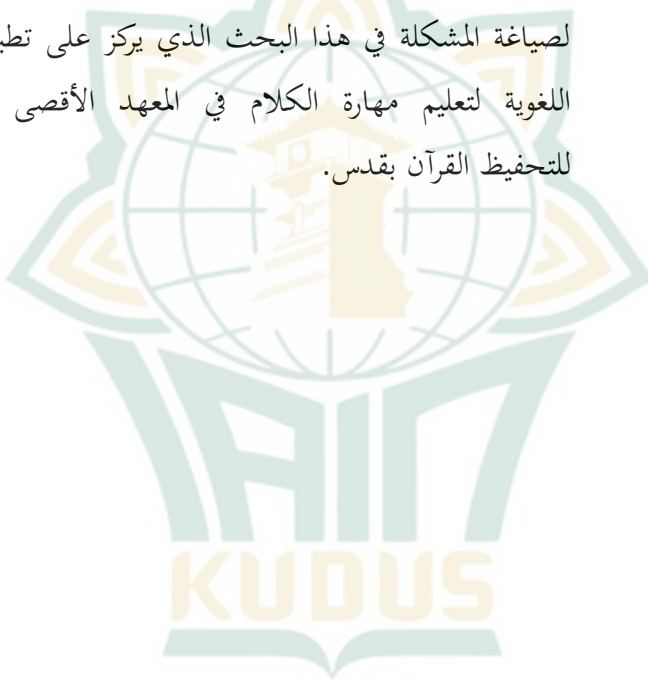 لصياغة المشكلة في هذا البحث الذي يركز على
اللغوية لتعليم مهارة الكلام في المعهد الأقصى
للتحفيظ القرآن بقدس.
IAIN
KUDUS